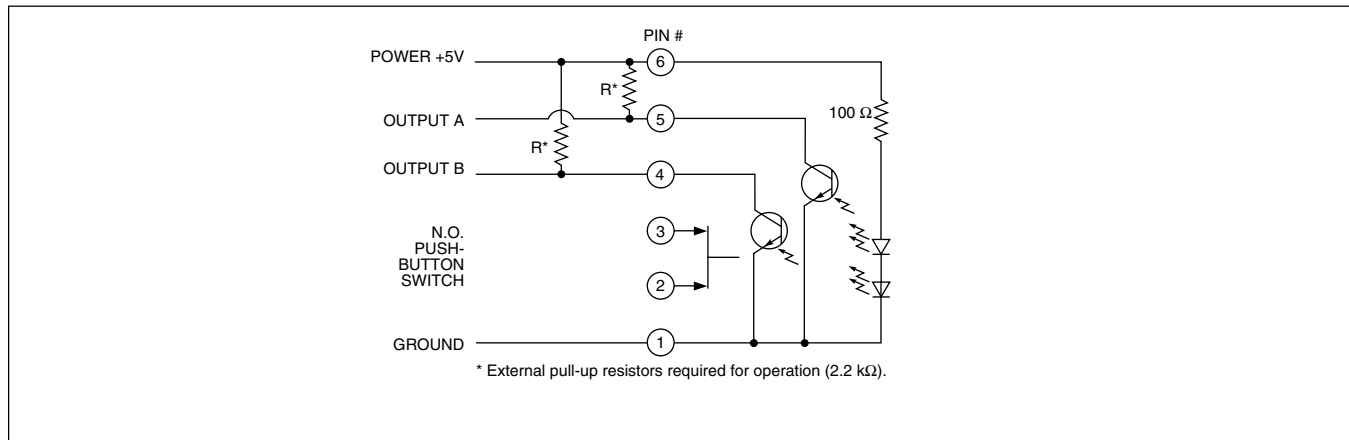 PIN #
POWER +5V
6
R*
100 Ω
OUTPUT A
5
R*
OUTPUT B
4
N.O.
PUSH-
BUTTON
SWITCH
3
2
GROUND
1
* External pull-up resistors required for operation (2.2 kΩ).